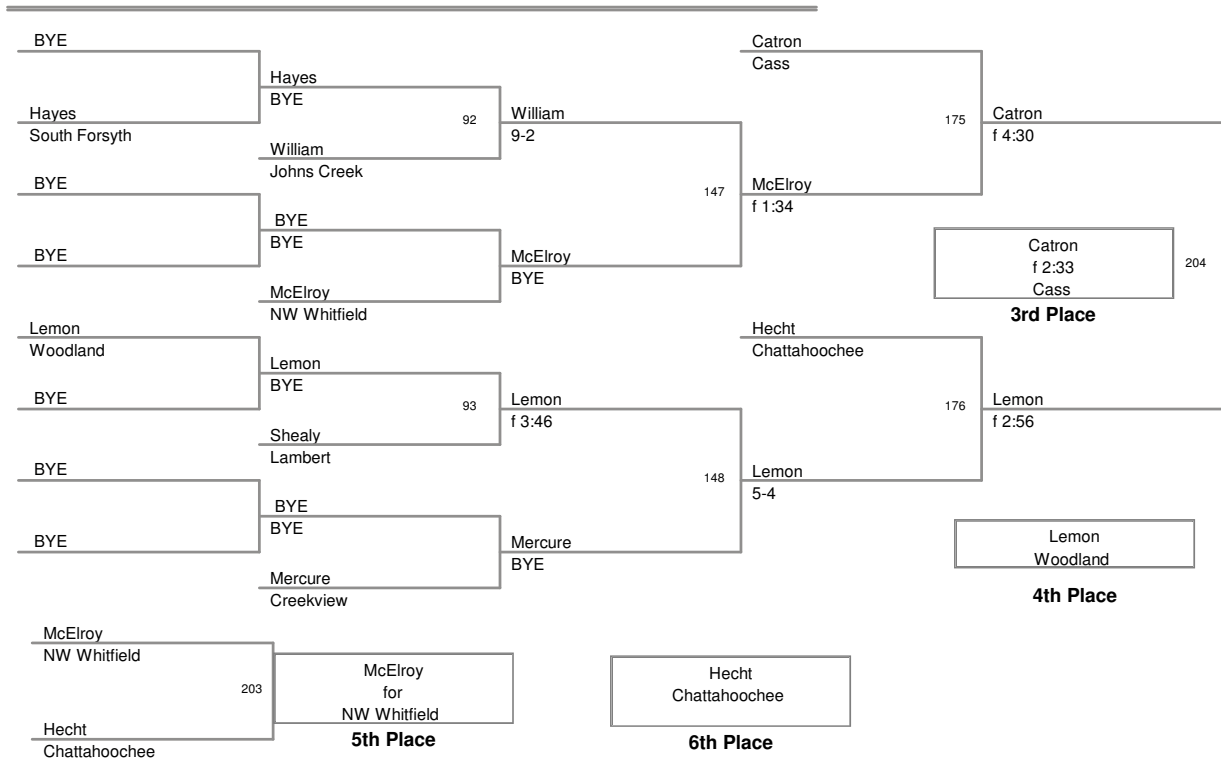 BYE
Hayes
South Forsyth
BYE
BYE
Lemon
Woodland
BYE
BYE
BYE
Hayes
BYE
92
William
Johns Creek
BYE
BYE
McElroy
NW Whitfield
Lemon
BYE
93
Shealy
Lambert
BYE
BYE
Mercure
Creekview
William
9-2
147
McElroy
BYE
Lemon
f 3:46
148
Mercure
BYE
Catron
Cass
175
McElroy
f 1:34
Hecht
Chattahoochee
176
Lemon
5-4
Catron
f 4:30
Catron
f 2:33
Cass
204
3rd Place
Lemon
f 2:56
Lemon
Woodland
4th Place
McElroy
NW Whitfield
203
Hecht
Chattahoochee
McElroy
for
NW Whitfield
5th Place
Hecht
Chattahoochee
6th Place